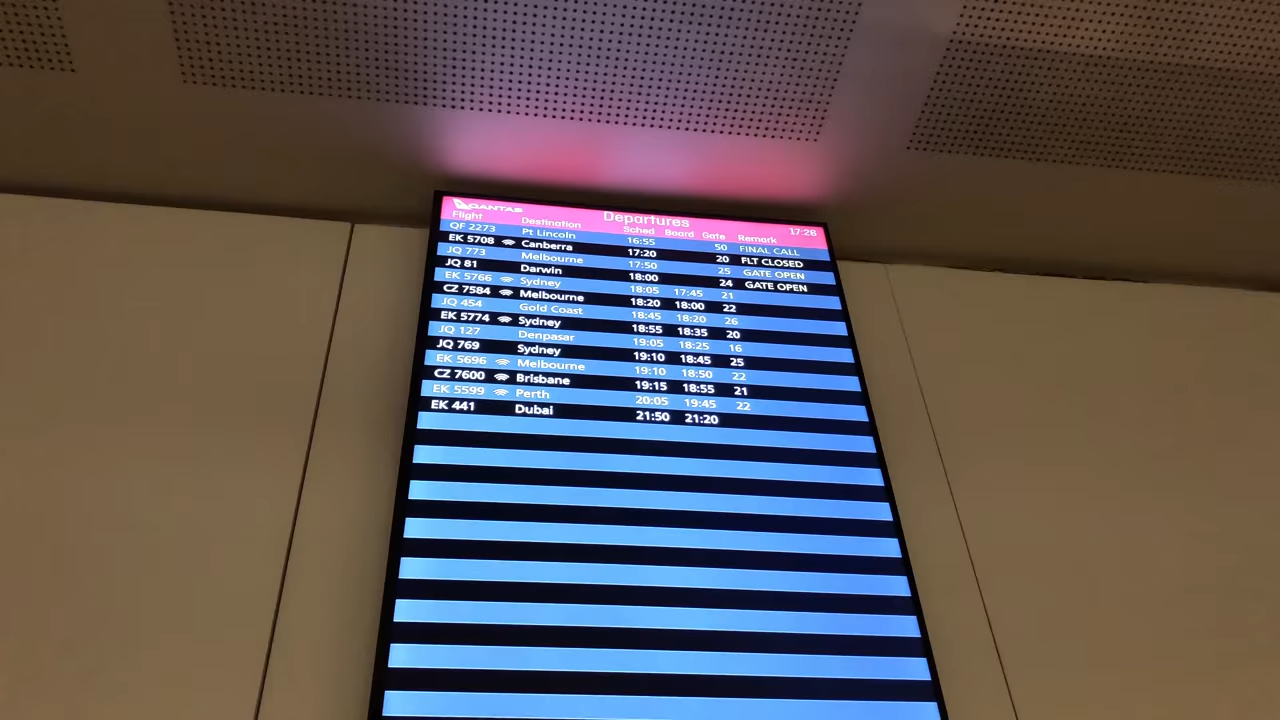 QANTAS Departures 17:28
Flight Destination Sched Board Gate Remark
QF 2273 Pt Lincoln 16:55 50 FINAL CALL
EK 5708 Canberra 17:20 20 FLT CLOSED
JQ 773 Melbourne 17:50 25 GATE OPEN
JQ 81 Darwin 18:00 24 GATE OPEN
EK 5766 Sydney 18:05 17:45 21
CZ 7584 Melbourne 18:20 18:00 22
JQ 454 Gold Coast 18:45 18:20 26
EK 5774 Sydney 18:55 18:35 20
JQ 127 Denpasar 19:05 18:25 16
JQ 769 Sydney 19:10 18:45 25
EK 5696 Melbourne 19:10 18:50 22
CZ 7600 Brisbane 19:15 18:55 21
EK 5599 Perth 20:05 19:45 22
EK 441 Dubai 21:50 21:20